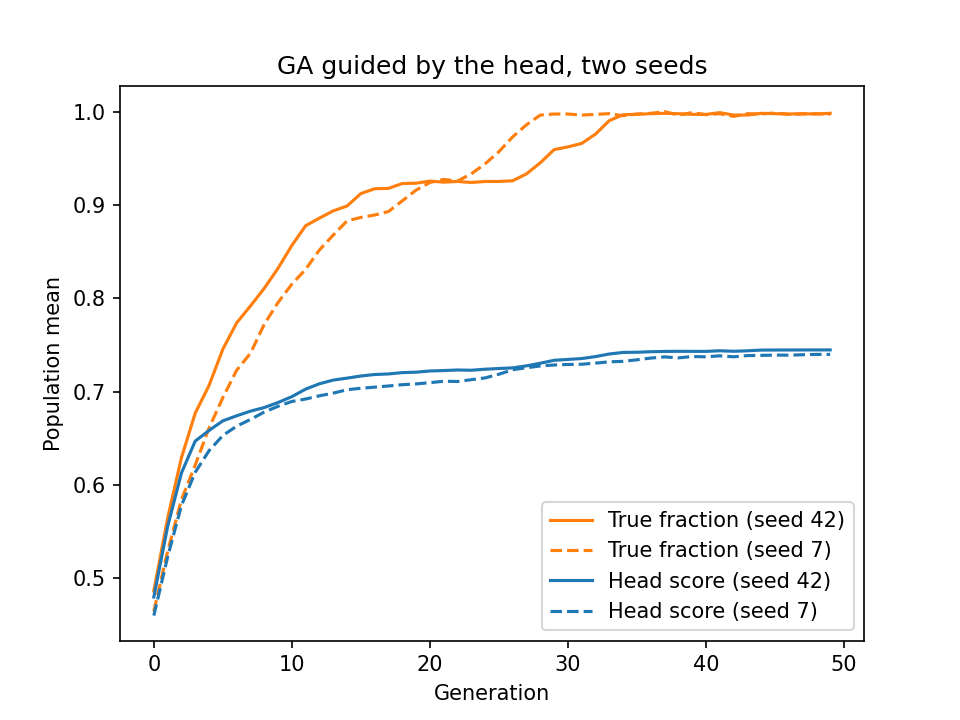 GA guided by the head, two seeds
Population mean
1.0
0.9
0.8
0.7
0.6
0.5
0 10 20 30 40 50
Generation
True fraction (seed 42)
True fraction (seed 7)
Head score (seed 42)
Head score (seed 7)